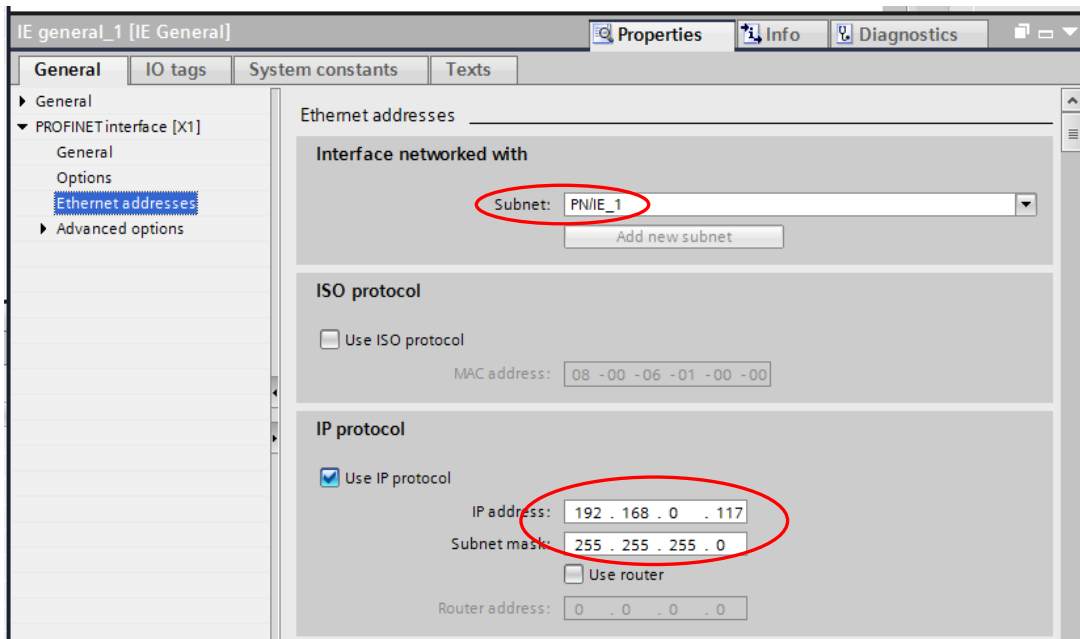 IE general_1 [IE General]
Properties
Info
Diagnostics
General
IO tags
System constants
Texts
General
PROFINET interface [X1]
General
Options
Ethernet addresses
Advanced options
Ethernet addresses
Interface networked with
Subnet: PN/IE_1
Add new subnet
ISO protocol
Use ISO protocol
MAC address: 08 -00 -06 -01 -00 -00
IP protocol
Use IP protocol
IP address: 192 . 168 . 0 . 117
Subnet mask: 255 . 255 . 255 . 0
Use router
Router address: 0 . 0 . 0 . 0